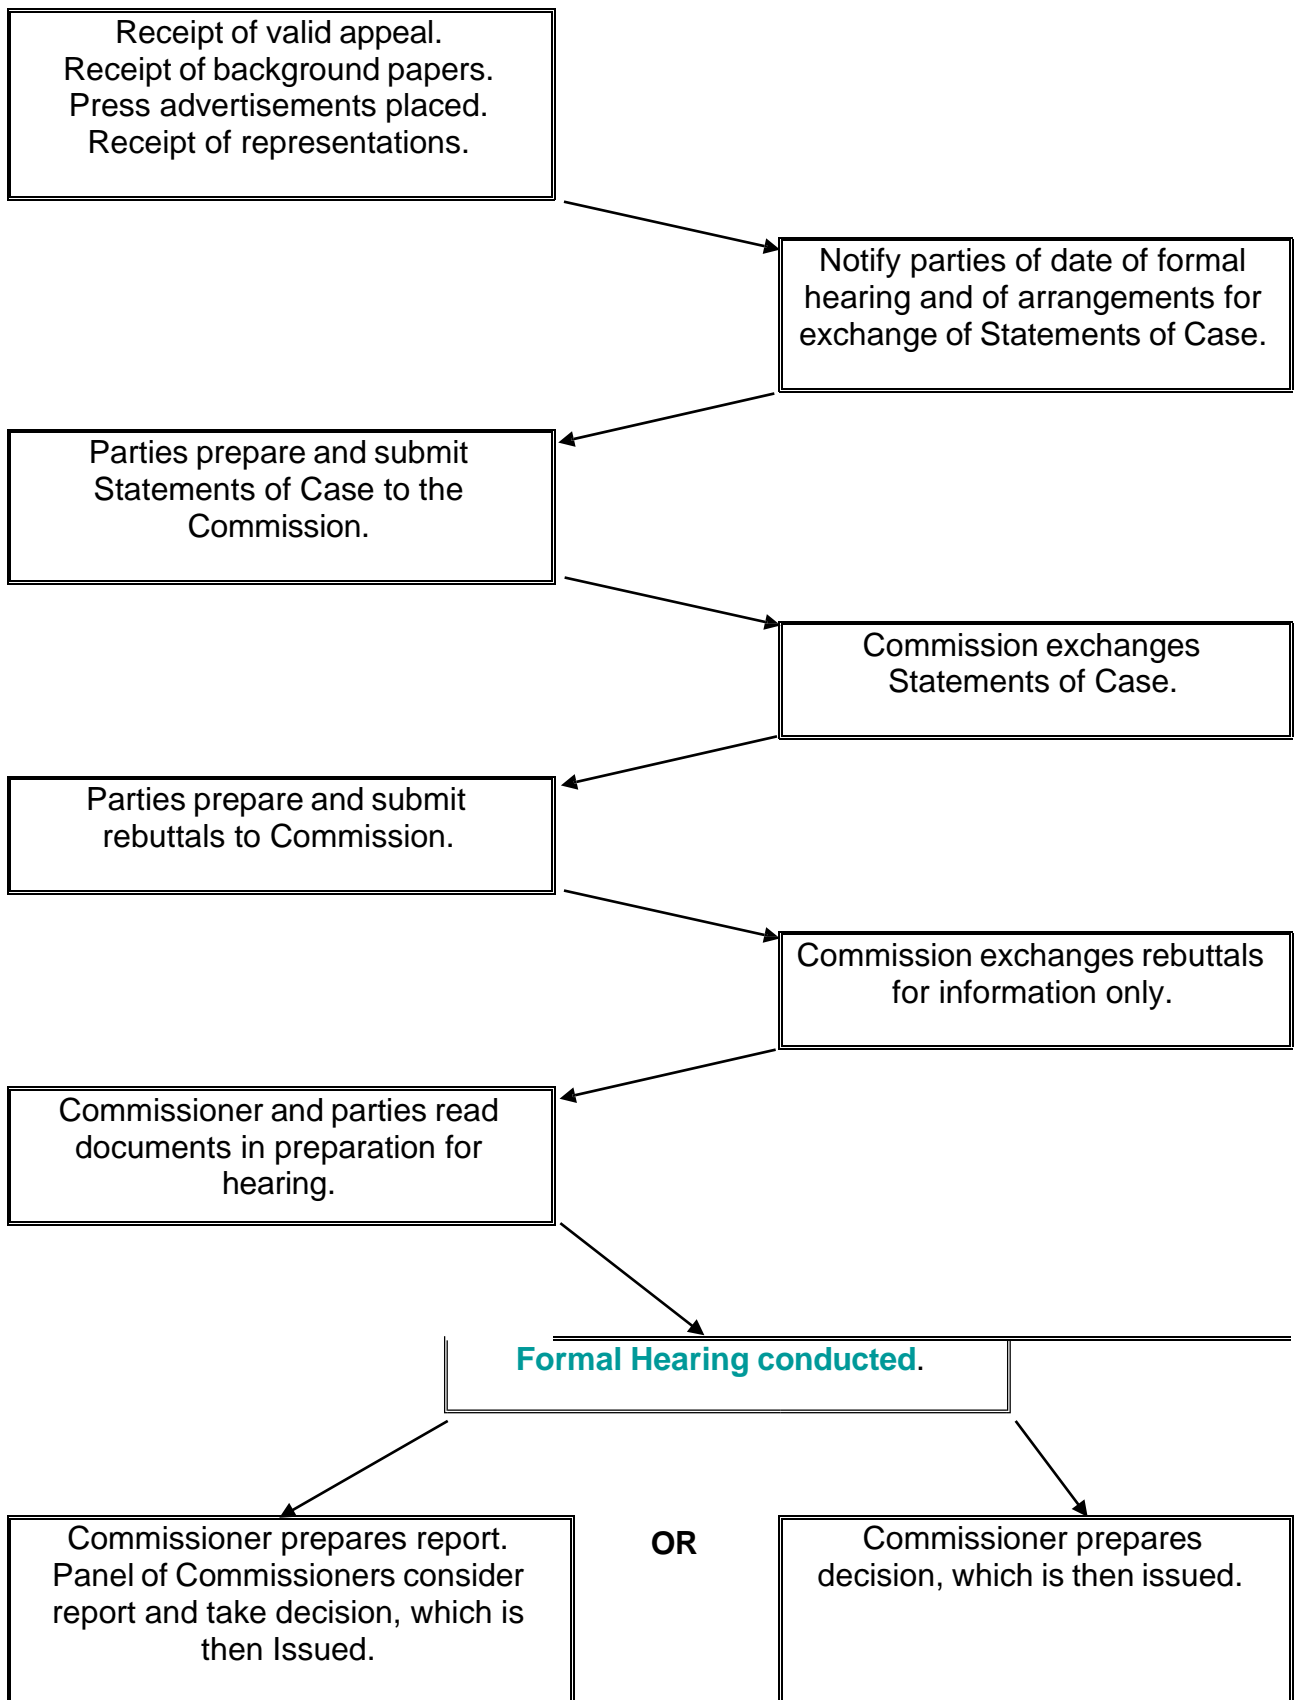 Receipt of valid appeal.
Receipt of background papers.
Press advertisements placed.
Receipt of representations.
Notify parties of date of formal
hearing and of arrangements for
exchange of Statements of Case.
Parties prepare and submit
Statements of Case to the
Commission.
Commission exchanges
Statements of Case.
Parties prepare and submit
rebuttals to Commission.
Commission exchanges rebuttals
for information only.
Commissioner and parties read
documents in preparation for
hearing.
Formal Hearing conducted.
Commissioner prepares report.
Panel of Commissioners consider
report and take decision, which is
then Issued.
OR
Commissioner prepares
decision, which is then issued.